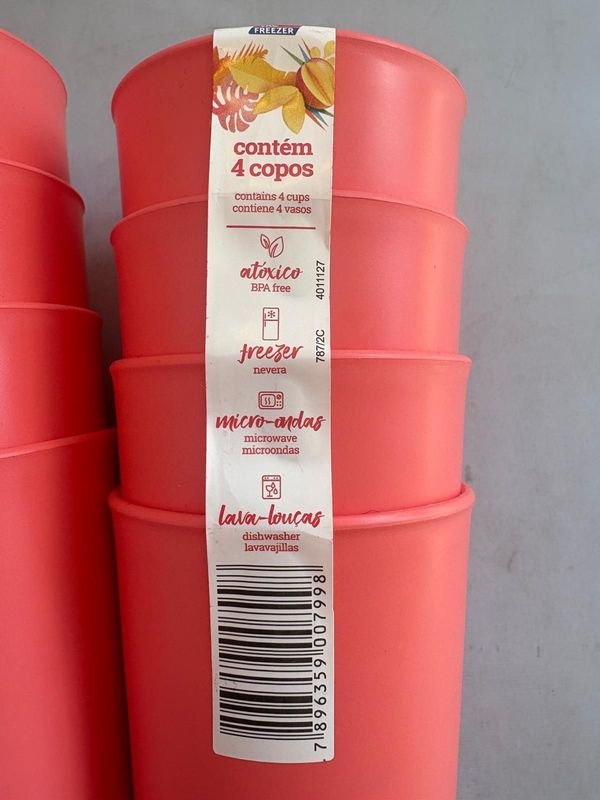 FREEZER
contém
4 copos
contains 4 cups
contiene 4 vasos
atóxico
BPA free
4011127
freezer
nevera
787/2C
micro-ondas
microwave
microondas
lava-louças
dishwasher
lavavajillas
7 896359 007998